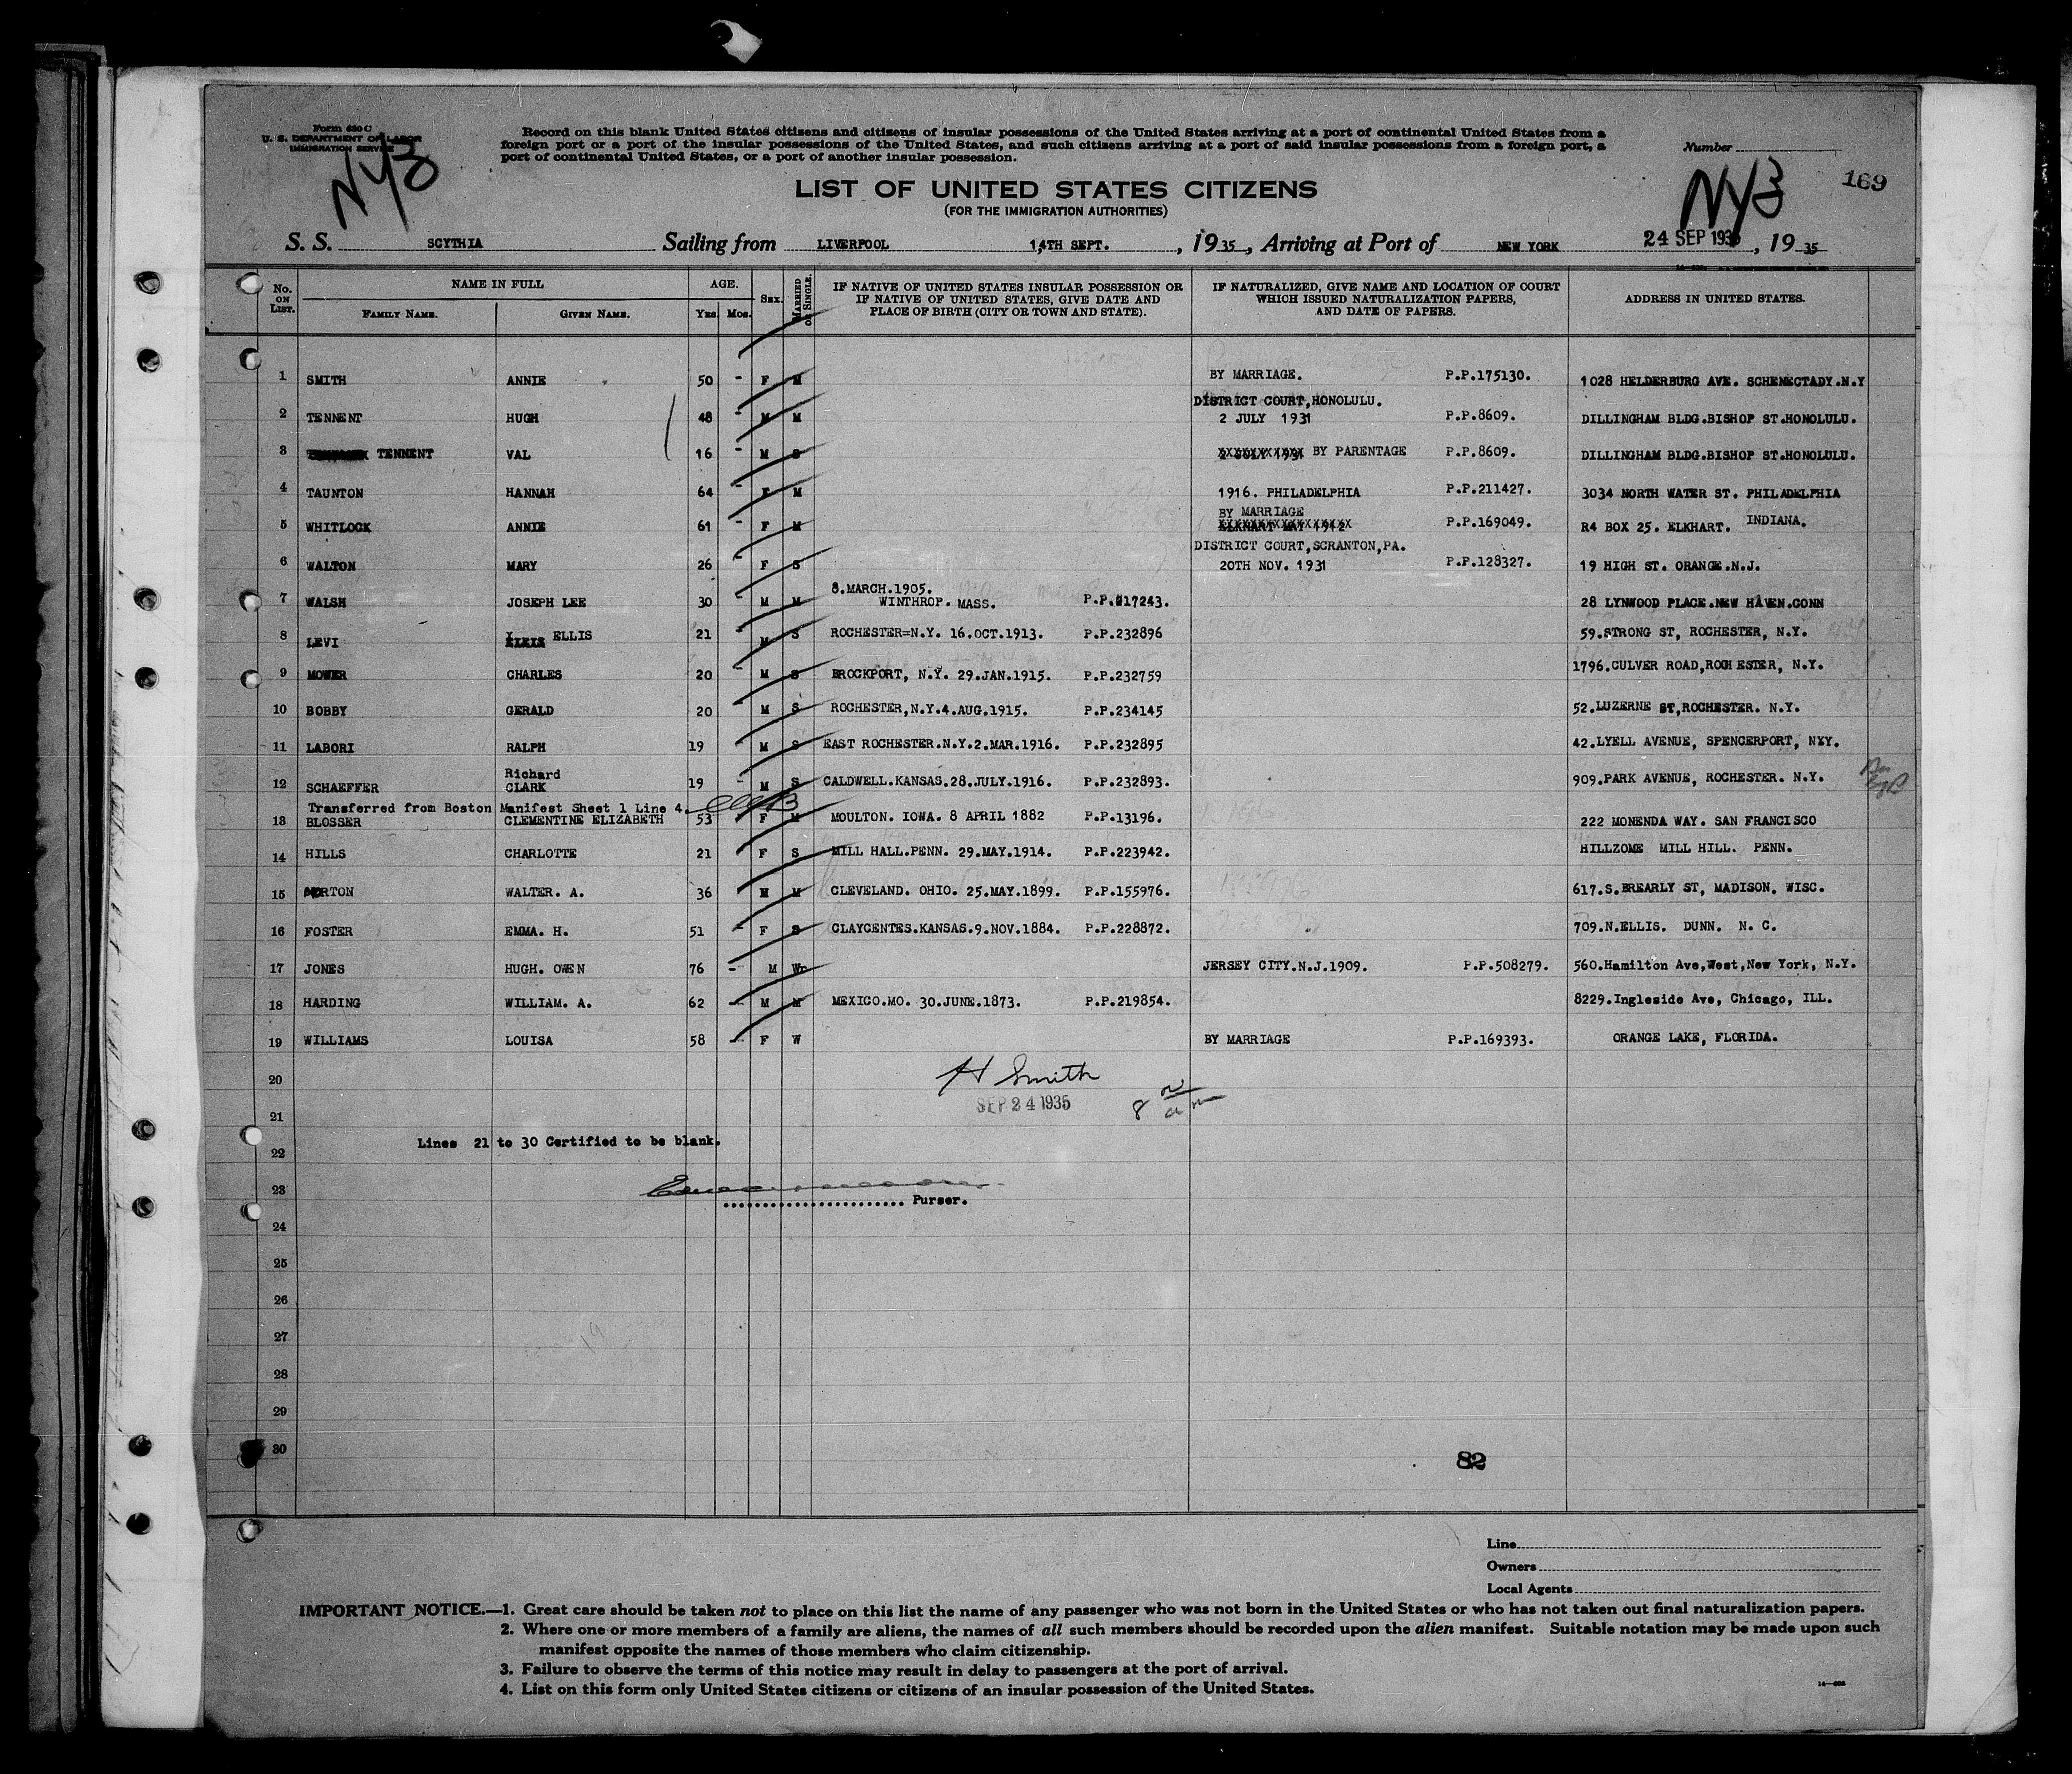 Form 630 C
U. S. DEPARTMENT OF LABOR
IMMIGRATION SERVICE
NYB
Record on this blank United States citizens and citizens of insular possessions of the United States arriving at a port of continental United States from a
foreign port or a port of the insular possessions of the United States, and such citizens arriving at a port of said insular possessions from a foreign port, a
port of continental United States, or a port of another insular possession.
Number
NYB
169
LIST OF UNITED STATES CITIZENS
(FOR THE IMMIGRATION AUTHORITIES)
S. S. SCYTHIA Sailing from LIVERPOOL 14TH SEPT. , 1935, Arriving at Port of NEW YORK 24 SEP 1935, 19 35
No. ON LIST. NAME IN FULL AGE. SEX. MARRIED OR SINGLE. IF NATIVE OF UNITED STATES INSULAR POSSESSION OR IF NATIVE OF UNITED STATES, GIVE DATE AND PLACE OF BIRTH (CITY OR TOWN AND STATE). IF NATURALIZED, GIVE NAME AND LOCATION OF COURT WHICH ISSUED NATURALIZATION PAPERS, AND DATE OF PAPERS. ADDRESS IN UNITED STATES.
FAMILY NAME. GIVEN NAME. YRS. MOS.
1 SMITH ANNIE 50 - F M BY MARRIAGE. P.P.175130. 1028 HELDERBURG AVE. SCHENECTADY.N.Y
DISTRICT COURT,HONOLULU.
2 TENNENT HUGH 48 - M M 2 JULY 1931 P.P.8609. DILLINGHAM BLDG.BISHOP ST.HONOLULU.
3 TENNENT VAL 16 - M S 2 JULY 1931 BY PARENTAGE P.P.8609. DILLINGHAM BLDG.BISHOP ST.HONOLULU.
4 TAUNTON HANNAH 64 - F M 1916. PHILADELPHIA P.P.211427. 3034 NORTH WATER ST. PHILADELPHIA
BY MARRIAGE
5 WHITLOCK ANNIE 61 - F M ELKHART MAY 1912 P.P.169049. R4 BOX 25. ELKHART. INDIANA.
DISTRICT COURT,SCRANTON,PA.
6 WALTON MARY 26 - F S 20TH NOV. 1931 P.P.128327. 19 HIGH ST. ORANGE.N.J.
8.MARCH.1905.
7 WALSH JOSEPH LEE 30 - M M WINTHROP. MASS. P.P.217243. 28 LYNWOOD PLACE.NEW HAVEN.CONN
8 LEVI ELLIS 21 - M S ROCHESTER=N.Y. 16.OCT.1913. P.P.232896 59.STRONG ST, ROCHESTER, N.Y.
9 MOWER CHARLES 20 - M S BROCKPORT, N.Y. 29.JAN.1915. P.P.232759 1796.CULVER ROAD,ROCHESTER, N.Y.
10 BOBBY GERALD 20 M S ROCHESTER,N.Y.4.AUG.1915. P.P.234145 52.LUZERNE ST,ROCHESTER. N.Y.
11 LABORI RALPH 19 - M S EAST ROCHESTER.N.Y.2.MAR.1916. P.P.232895 42.LYELL AVENUE, SPENCERPORT, NXY.
Richard
12 SCHAEFFER CLARK 19 - M S CALDWELL.KANSAS.28.JULY.1916. P.P.232893. 909.PARK AVENUE, ROCHESTER. N.Y.
Transferred from Boston Manifest Sheet 1 Line 4.
13 BLOSSER CLEMENTINE ELIZABETH 53 - F M MOULTON. IOWA. 8 APRIL 1882 P.P.13196. 222 MONENDA WAY. SAN FRANCISCO
14 HILLS CHARLOTTE 21 F S MILL HALL.PENN. 29.MAY.1914. P.P.223942. HILLZOME MILL HILL. PENN.
15 WALTER. A. 36 M M CLEVELAND. OHIO. 25.MAY.1899. P.P.155976. 617.S.BREARLY ST, MADISON. WISC.
16 FOSTER EMMA. H. 51 - F S CLAYCENTES.KANSAS.9.NOV.1884. P.P.228872. 709.N.ELLIS. DUNN. N. C.
17 JONES HUGH. OWEN 76 - M Wr JERSEY CITY.N.J.1909. P.P.508279. 560.Hamilton Ave,West,New York, N.Y.
18 HARDING WILLIAM. A. 62 - M M MEXICO.MO. 30.JUNE.1873. P.P.219854. 8229.Ingleside Ave, Chicago, ILL.
19 WILLIAMS LOUISA 58 - F W BY MARRIAGE P.P.169393. ORANGE LAKE, FLORIDA.
20 H Smith
21 SEP 24 1935 8 am
Lines 21 to 30 Certified to be blank.
22
23
Purser.
24
25
26
27
28
29
30
82
Line
Owners
Local Agents
IMPORTANT NOTICE.—1. Great care should be taken not to place on this list the name of any passenger who was not born in the United States or who has not taken out final naturalization papers.
2. Where one or more members of a family are aliens, the names of all such members should be recorded upon the alien manifest. Suitable notation may be made upon such
manifest opposite the names of those members who claim citizenship.
3. Failure to observe the terms of this notice may result in delay to passengers at the port of arrival.
4. List on this form only United States citizens or citizens of an insular possession of the United States.